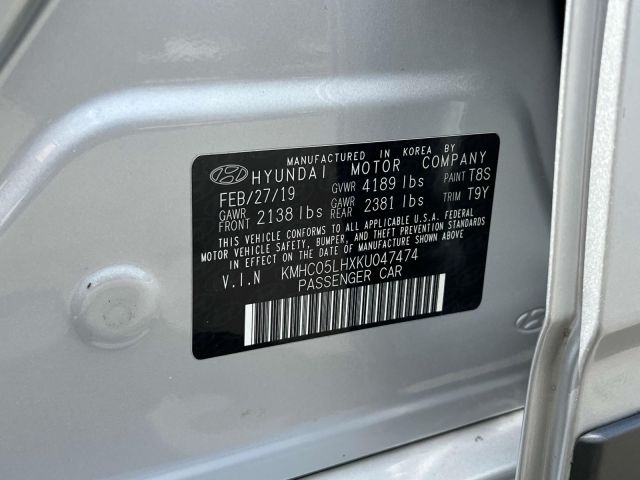 MANUFACTURED IN KOREA BY
HYUNDAI MOTOR COMPANY
FEB/27/19 GVWR 4189 lbs PAINT T8S
GAWR FRONT 2138 lbs GAWR REAR 2381 lbs TRIM T9Y
THIS VEHICLE CONFORMS TO ALL APPLICABLE U.S.A. FEDERAL
MOTOR VEHICLE SAFETY, BUMPER, AND THEFT PREVENTION STANDARDS
IN EFFECT ON THE DATE OF MANUFACTURE SHOWN ABOVE.
V.I.N KMHC05LHXKU047474
PASSENGER CAR